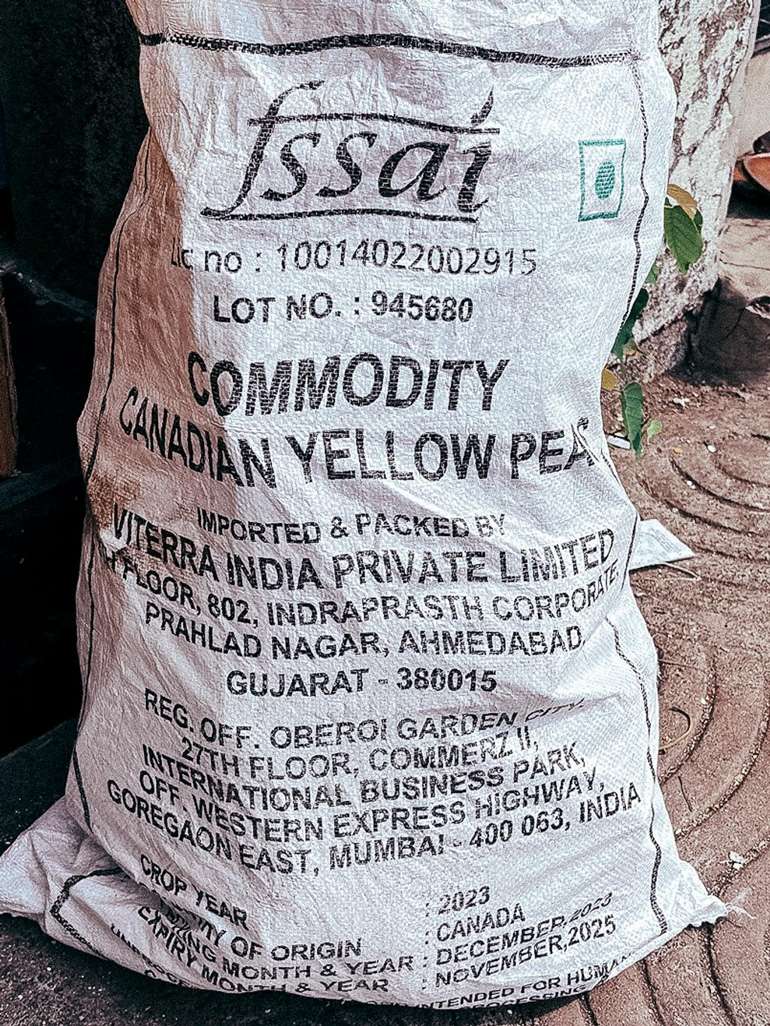 fssai
Lic no : 10014022002915
LOT NO. : 945680
COMMODITY
CANADIAN YELLOW PEAS
IMPORTED & PACKED BY
VITERRA INDIA PRIVATE LIMITED
FLOOR, 802, INDRAPRASTH CORPORATE
PRAHLAD NAGAR, AHMEDABAD
GUJARAT - 380015
REG. OFF. OBEROI GARDEN CITY,
27TH FLOOR, COMMERZ II,
INTERNATIONAL BUSINESS PARK,
OFF. WESTERN EXPRESS HIGHWAY,
GOREGAON EAST, MUMBAI - 400 063, INDIA
CROP YEAR : 2023
OF ORIGIN : CANADA
MONTH & YEAR : DECEMBER,2023
EXPIRY MONTH & YEAR : NOVEMBER,2025
INTENDED FOR HUMAN
PROCESSING